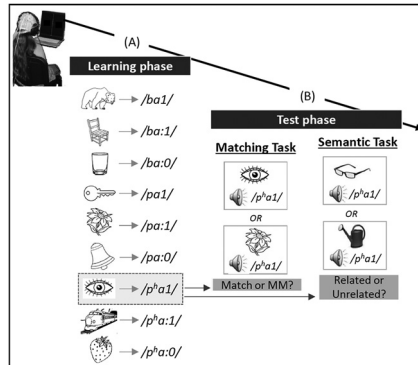 (A)
Learning phase
/ba1/
/ba:1/
/ba:0/
/pa1/
/pa:1/
/pa:0/
/pʰa1/
/pʰa:1/
/pʰa:0/
(B)
Test phase
Matching Task
/pʰa1/
OR
/pʰa1/
Match or MM?
Semantic Task
/pʰa1/
OR
/pʰa1/
Related or
Unrelated?